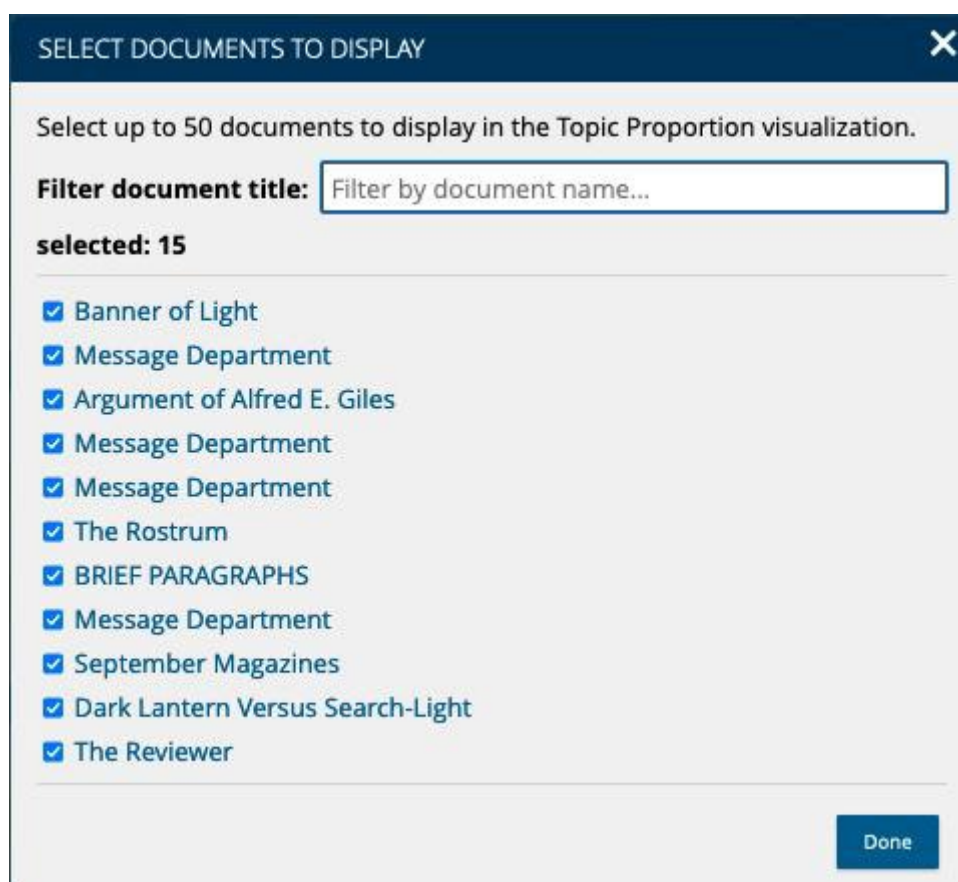 SELECT DOCUMENTS TO DISPLAY
Select up to 50 documents to display in the Topic Proportion visualization.
Filter document title: Filter by document name...
selected: 15
Banner of Light
Message Department
Argument of Alfred E. Giles
Message Department
Message Department
The Rostrum
BRIEF PARAGRAPHS
Message Department
September Magazines
Dark Lantern Versus Search-Light
The Reviewer
Done